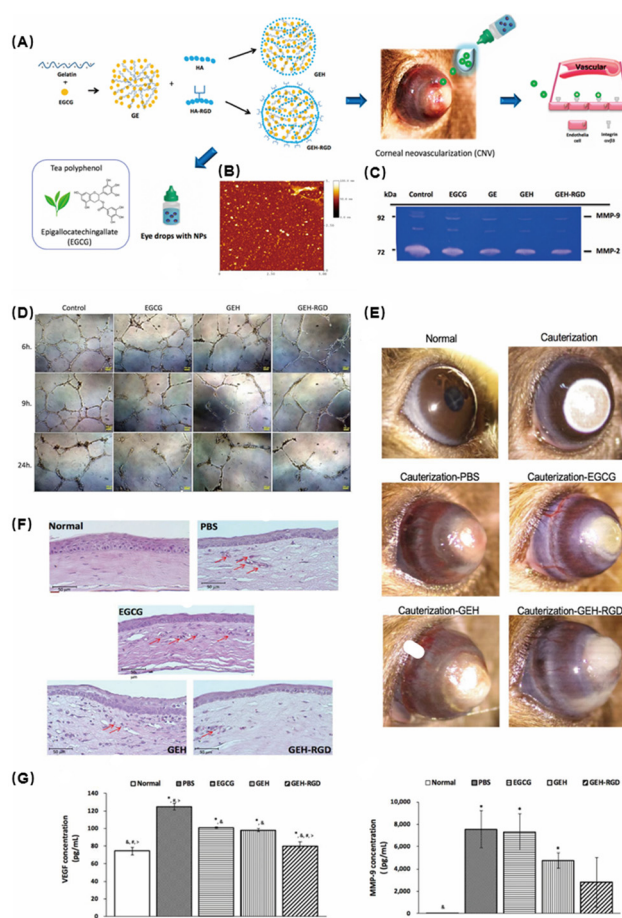 (A)
Gelatin
+
EGCG
GE
+
HA
HA-RGD
GEH
GEH-RGD
Corneal neovascularization (CNV)
Vascular
Endothelia cell
Integrin
Tea polyphenol
Epigallocatechingallate
(EGCG)
Eye drops with NPs
(B)
(C)
kDa Control EGCG GE GEH GEH-RGD
92 MMP-9
72 MMP-2
(D)
Control EGCG GEH GEH-RGD
6h.
9h.
24h.
(E)
Normal Cauterization
Cauterization-PBS Cauterization-EGCG
Cauterization-GEH Cauterization-GEH-RGD
(F)
Normal PBS
EGCG
GEH GEH-RGD
(G)
Normal PBS EGCG GEH GEH-RGD
VEGF concentration
(pg/mL)
140
120
100
80
60
40
20
0
&, #, >
*, #, >
*, &
*, &
*, &, #, >
Normal PBS EGCG GEH GEH-RGD
MMP-9 concentration
(pg/mL)
10,000
8,000
6,000
4,000
2,000
0
&
*
*
*